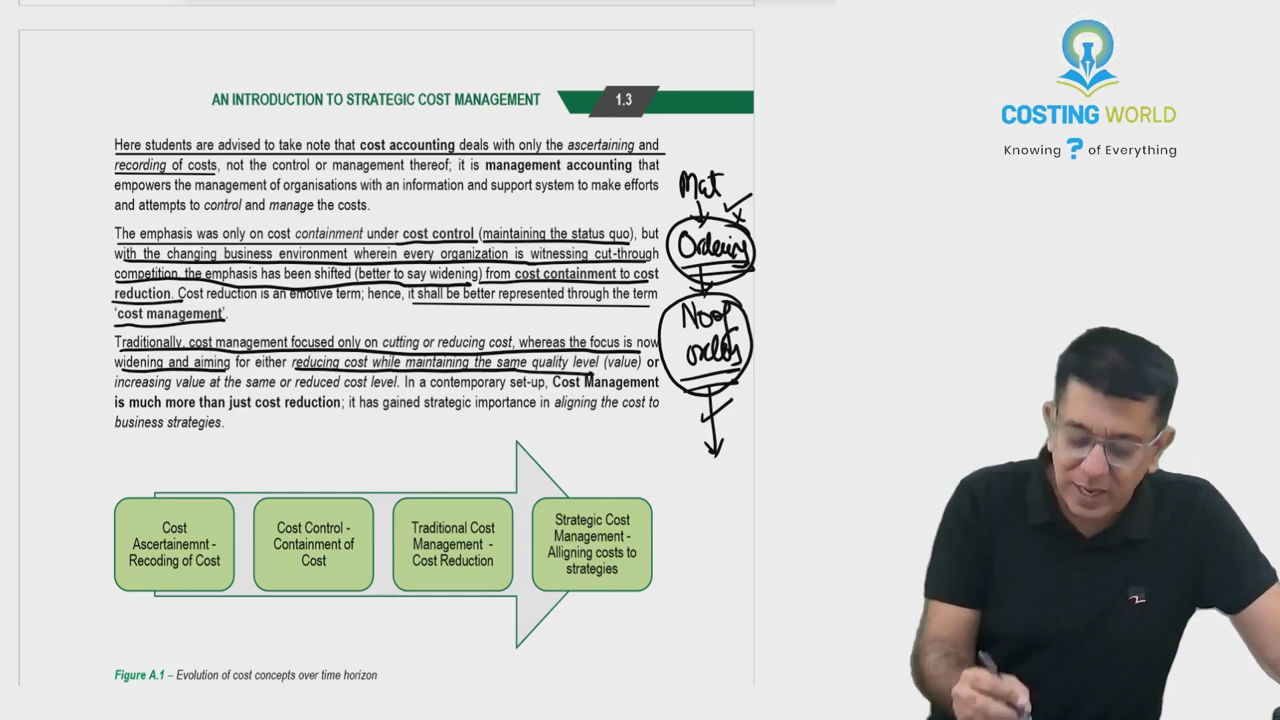 AN INTRODUCTION TO STRATEGIC COST MANAGEMENT 1.3
Here students are advised to take note that cost accounting deals with only the ascertaining and
recording of costs, not the control or management thereof; it is management accounting that
empowers the management of organisations with an information and support system to make efforts
and attempts to control and manage the costs.
The emphasis was only on cost containment under cost control (maintaining the status quo), but
with the changing business environment wherein every organization is witnessing cut-through
competition, the emphasis has been shifted (better to say widening) from cost containment to cost
reduction. Cost reduction is an emotive term; hence, it shall be better represented through the term
‘cost management’.
Traditionally, cost management focused only on cutting or reducing cost, whereas the focus is now
widening and aiming for either reducing cost while maintaining the same quality level (value) or
increasing value at the same or reduced cost level. In a contemporary set-up, Cost Management
is much more than just cost reduction; it has gained strategic importance in aligning the cost to
business strategies.
Mat
Ordering
No of
orders
Cost
Ascertainemnt -
Recoding of Cost
Cost Control -
Containment of
Cost
Traditional Cost
Management -
Cost Reduction
Strategic Cost
Management -
Alligning costs to
strategies
Figure A.1 – Evolution of cost concepts over time horizon
COSTING WORLD
Knowing ? of Everything